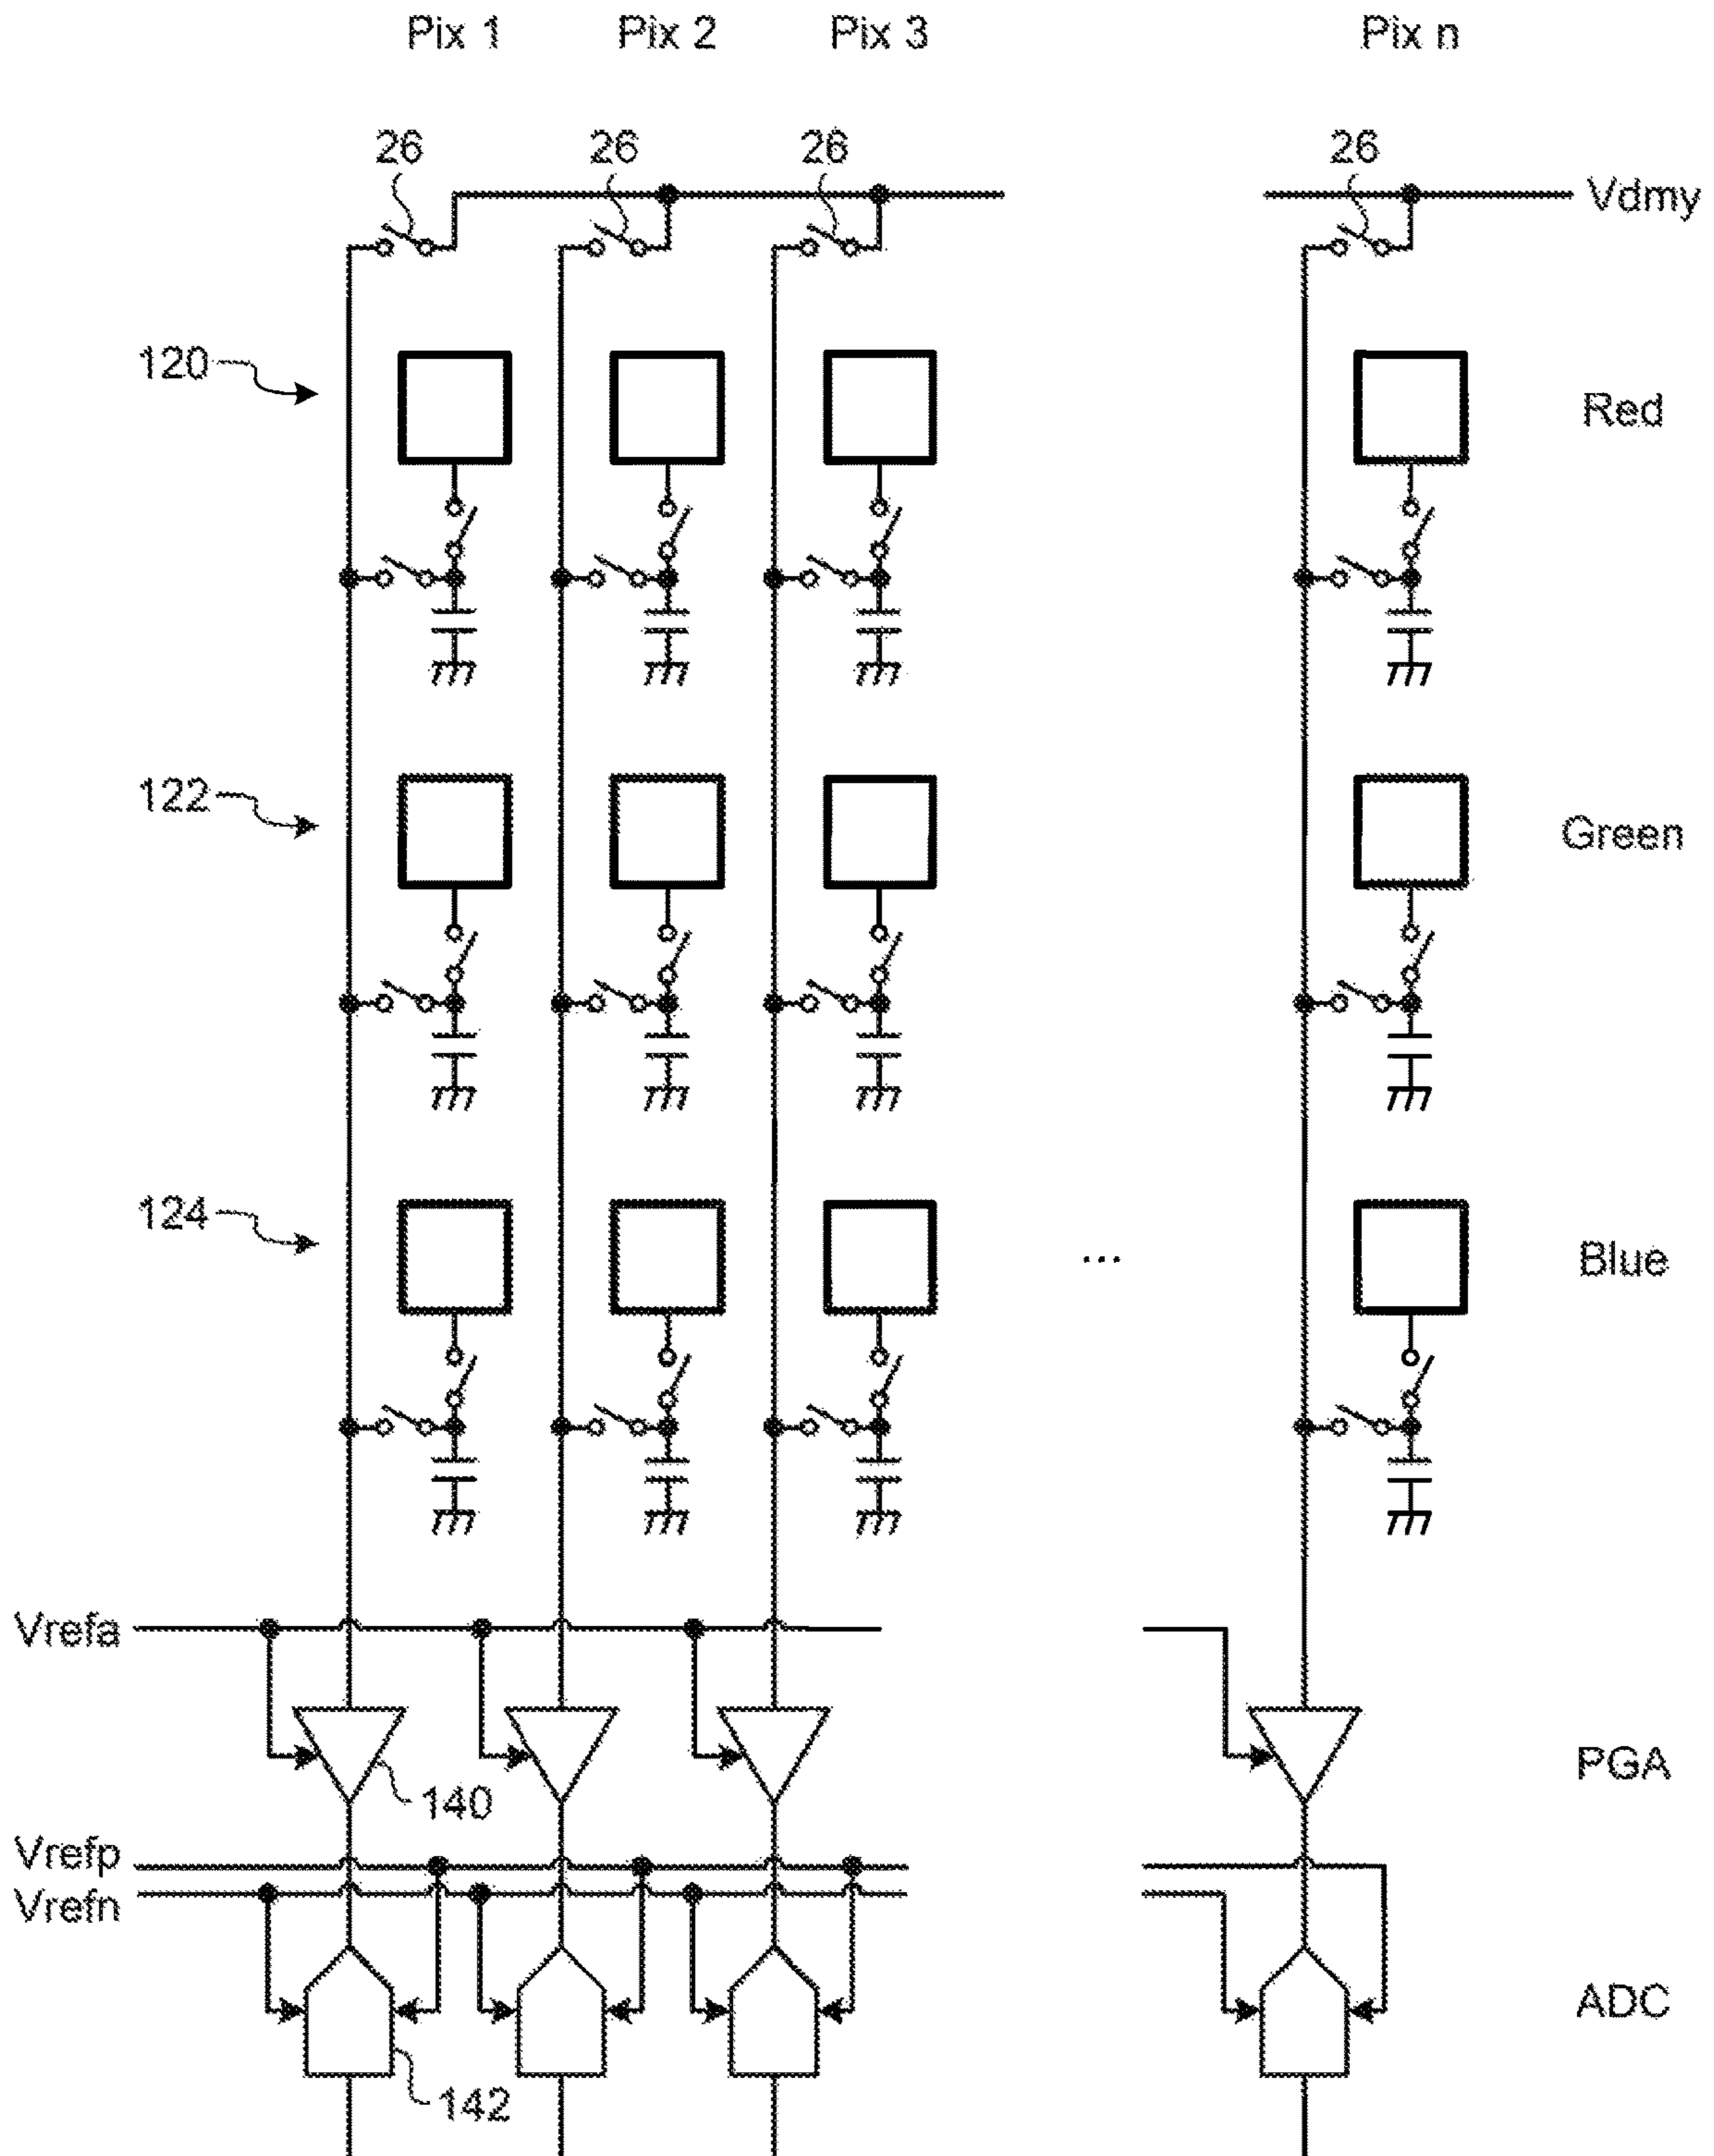 Pix 1 Pix 2 Pix 3 Pix n
26 26 26 26
Vdmy
120
Red
122
Green
124
...
Blue
Vrefa
PGA
140
Vrefp
Vrefn
ADC
142